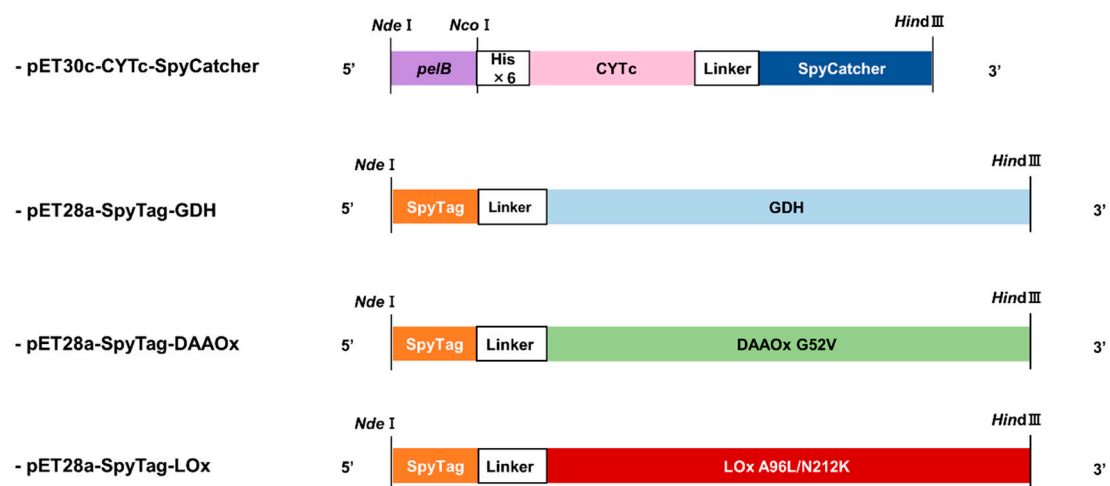 Nde I Nco I Hind III
- pET30c-CYTc-SpyCatcher 5' pelB His ×6 CYTc Linker SpyCatcher 3'
Nde I Hind III
- pET28a-SpyTag-GDH 5' SpyTag Linker GDH 3'
Nde I Hind III
- pET28a-SpyTag-DAAOx 5' SpyTag Linker DAAOx G52V 3'
Nde I Hind III
- pET28a-SpyTag-LOx 5' SpyTag Linker LOx A96L/N212K 3'